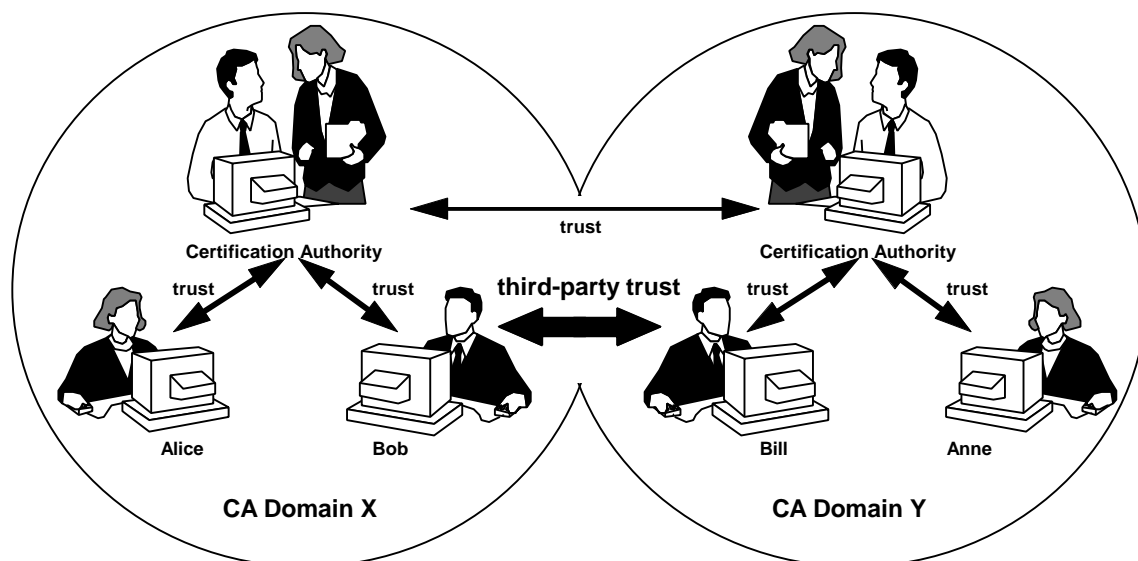 trust
Certification Authority
Certification Authority
trust
trust
third-party trust
trust
trust
Alice
Bob
Bill
Anne
CA Domain X
CA Domain Y